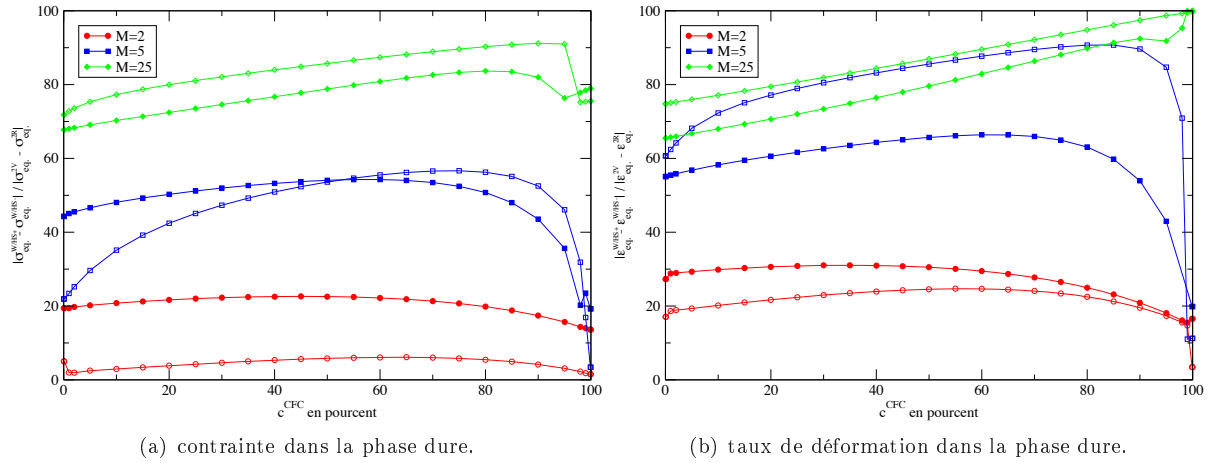 M=2
M=5
M=25
100
80
60
40
20
0
0 20 40 60 80 100
c^CFC en pourcent
|σ_eq.^W/HS+ - σ_eq.^W/HS-| / |σ_eq.^2V - σ_eq.^2R|
(a) contrainte dans la phase dure.
M=2
M=5
M=25
100
80
60
40
20
0
0 20 40 60 80 100
c^CFC en pourcent
|ε_eq.^W/HS+ - ε_eq.^W/HS-| / |ε_eq.^2V - ε_eq.^2R|
(b) taux de déformation dans la phase dure.